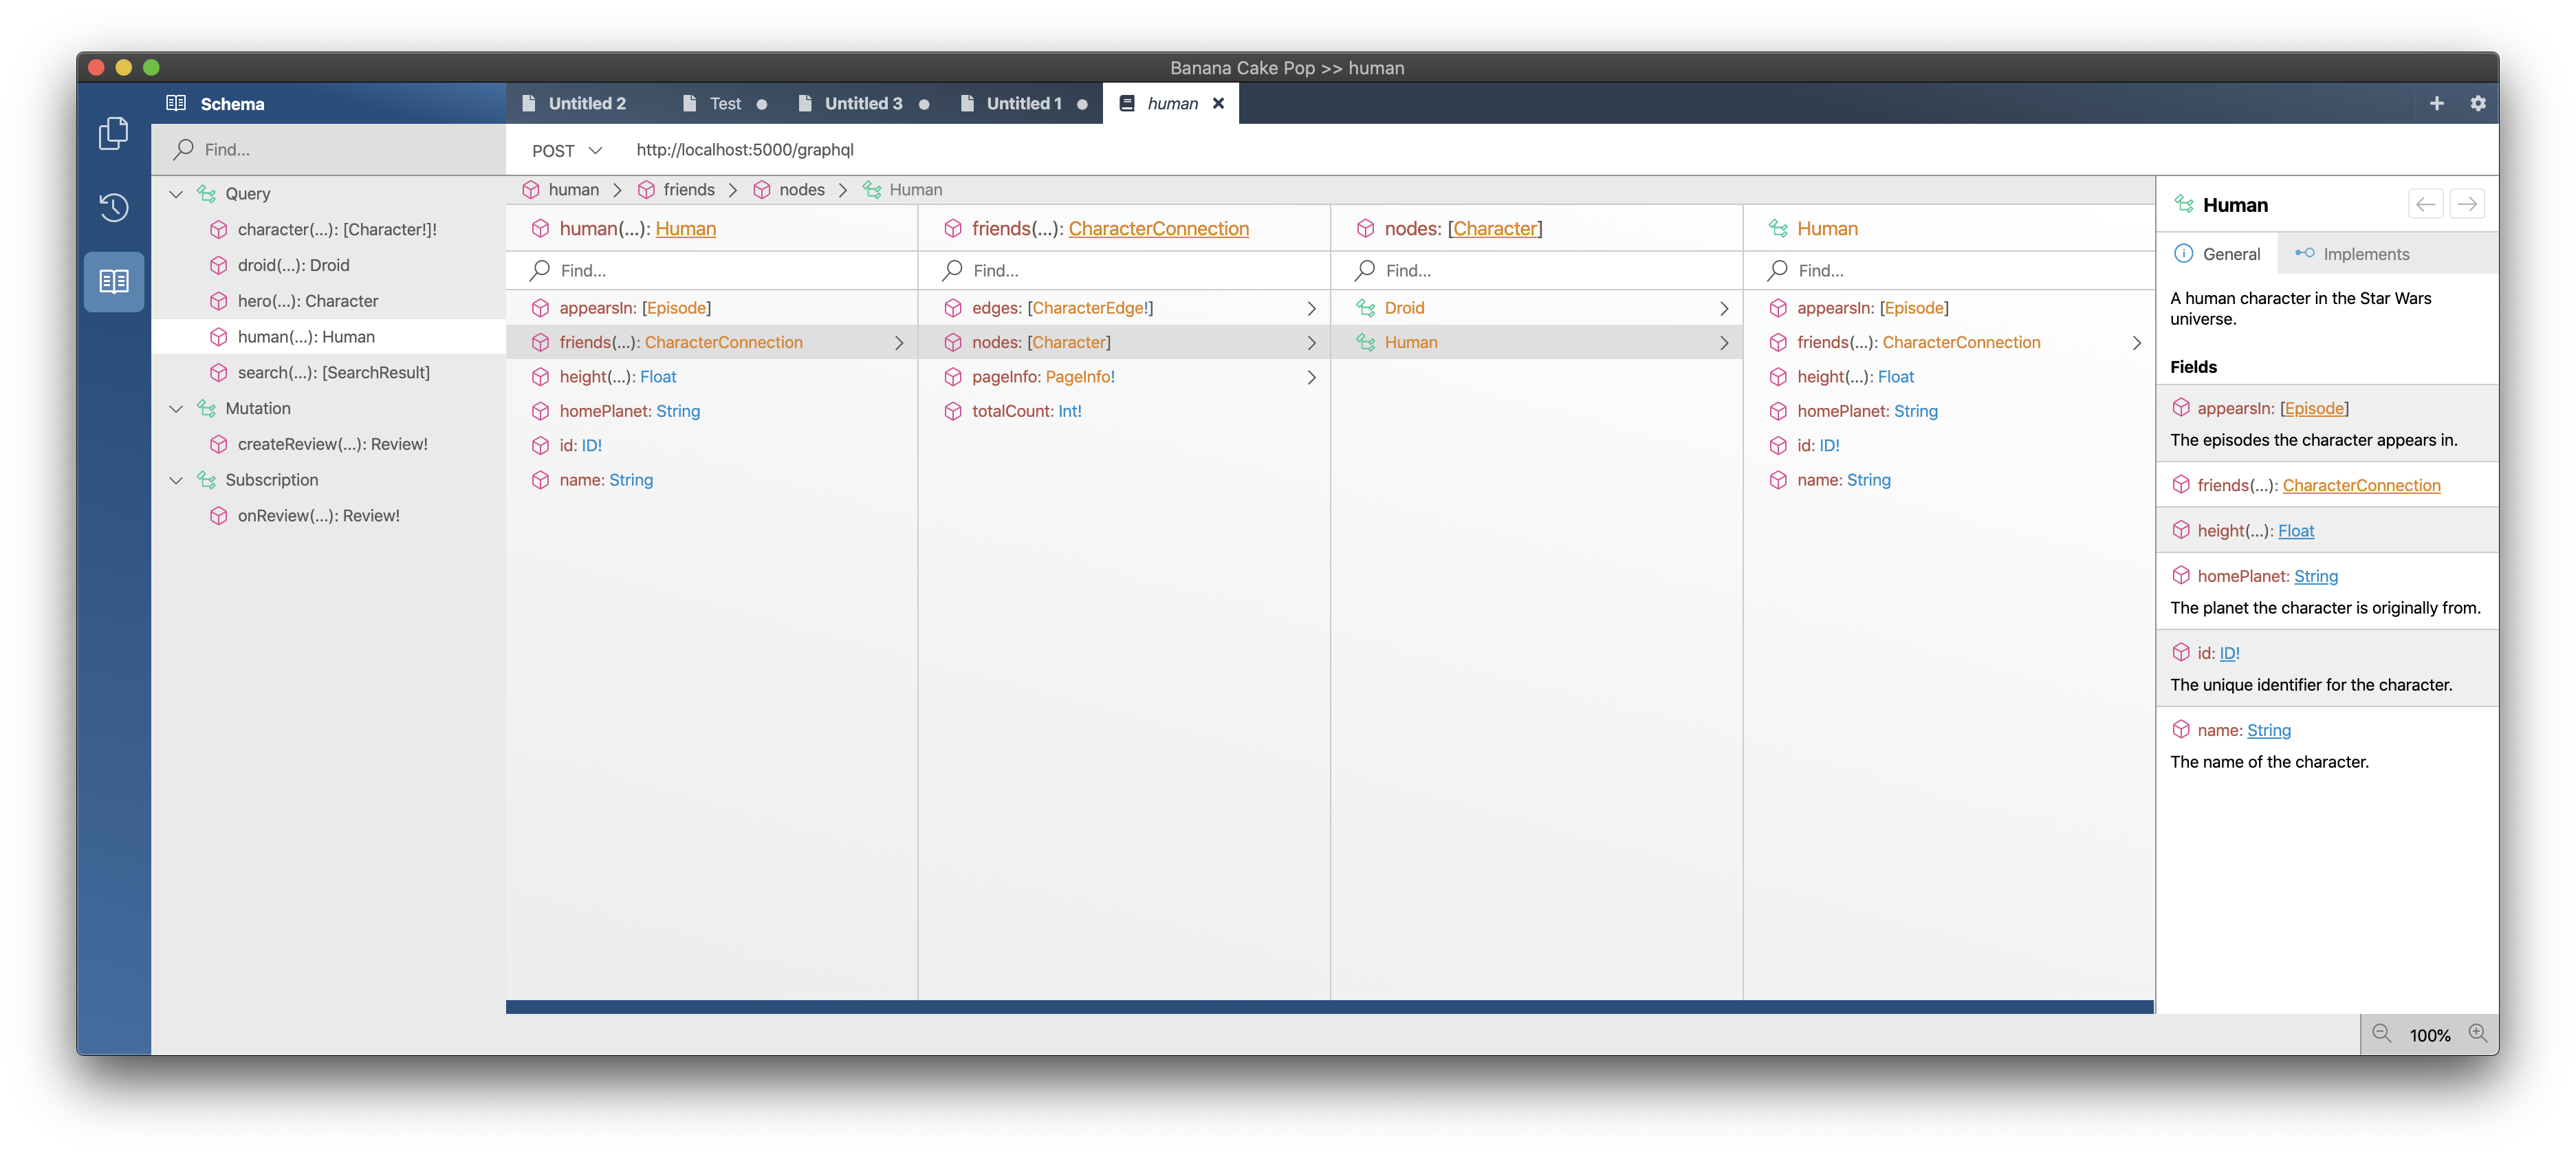 Banana Cake Pop >> human
Schema
Untitled 2
Test
Untitled 3
Untitled 1
human
Find...
POST
http://localhost:5000/graphql
Query
character(...): [Character!]!
droid(...): Droid
hero(...): Character
human(...): Human
search(...): [SearchResult]
Mutation
createReview(...): Review!
Subscription
onReview(...): Review!
human
friends
nodes
Human
human(...): Human
Find...
appearsIn: [Episode]
friends(...): CharacterConnection
height(...): Float
homePlanet: String
id: ID!
name: String
friends(...): CharacterConnection
Find...
edges: [CharacterEdge!]
nodes: [Character]
pageInfo: PageInfo!
totalCount: Int!
nodes: [Character]
Find...
Droid
Human
Human
Find...
appearsIn: [Episode]
friends(...): CharacterConnection
height(...): Float
homePlanet: String
id: ID!
name: String
Human
General
Implements
A human character in the Star Wars
universe.
Fields
appearsIn: [Episode]
The episodes the character appears in.
friends(...): CharacterConnection
height(...): Float
homePlanet: String
The planet the character is originally from.
id: ID!
The unique identifier for the character.
name: String
The name of the character.
100%